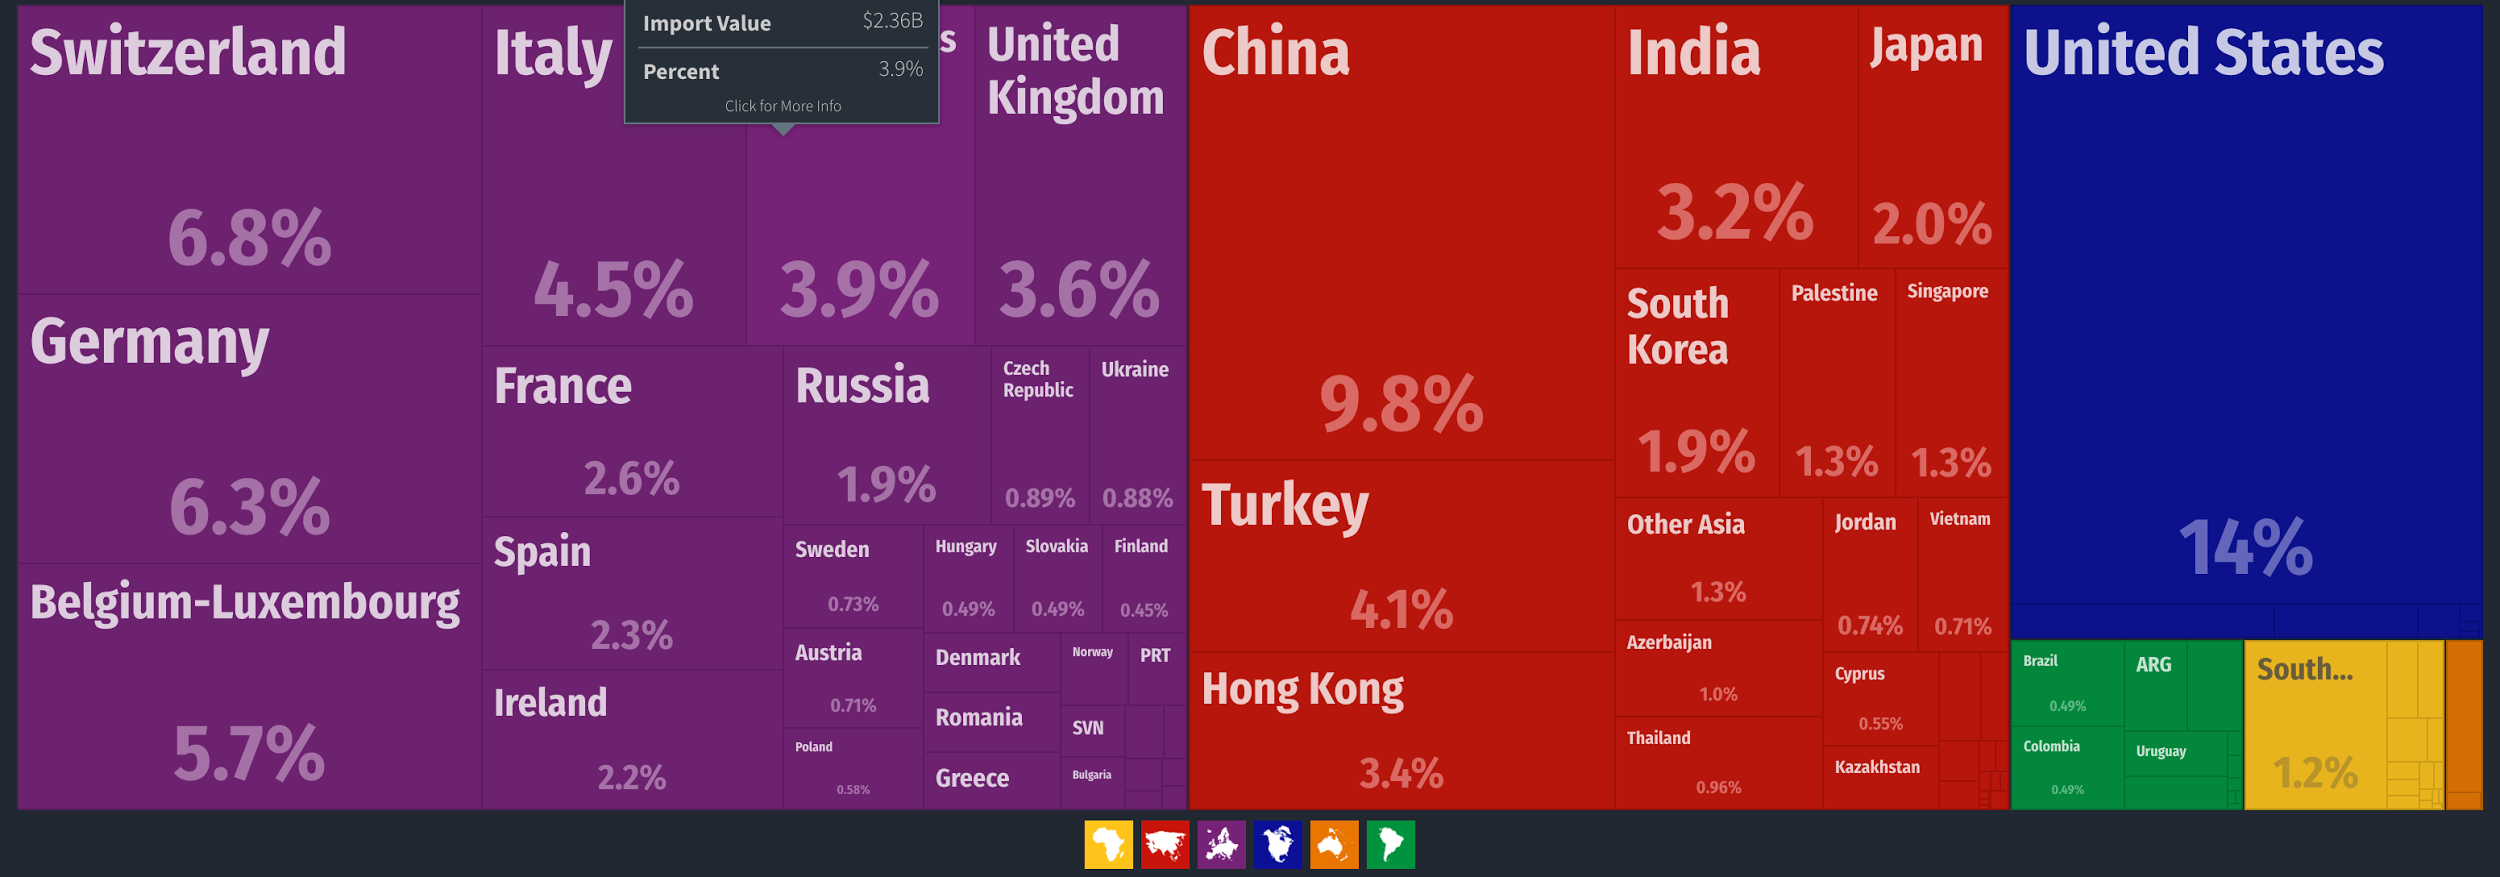 Switzerland
6.8%
Germany
6.3%
Belgium-Luxembourg
5.7%
Italy
4.5%
Import Value $2.36B
Percent 3.9%
Click for More Info
s
3.9%
United
Kingdom
3.6%
France
2.6%
Spain
2.3%
Ireland
2.2%
Russia
1.9%
Czech
Republic
0.89%
Ukraine
0.88%
Sweden
0.73%
Austria
0.71%
Poland
0.58%
Hungary
0.49%
Slovakia
0.49%
Finland
0.45%
Denmark
Romania
Greece
Norway
PRT
SVN
Bulgaria
China
9.8%
Turkey
4.1%
Hong Kong
3.4%
India
3.2%
Japan
2.0%
South
Korea
1.9%
Palestine
1.3%
Singapore
1.3%
Other Asia
1.3%
Azerbaijan
1.0%
Thailand
0.96%
Jordan
0.74%
Vietnam
0.71%
Cyprus
0.55%
Kazakhstan
United States
14%
Brazil
0.49%
Colombia
0.49%
ARG
Uruguay
South...
1.2%